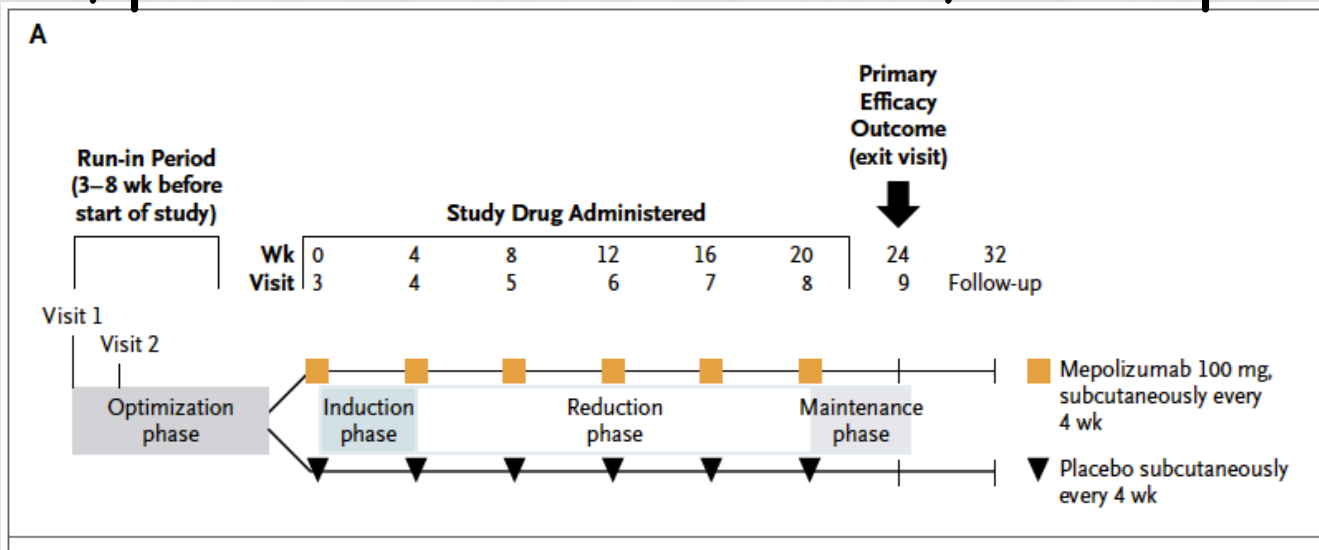 A
Primary
Efficacy
Outcome
(exit visit)
Run-in Period
(3–8 wk before
start of study)
Study Drug Administered
Wk 0 4 8 12 16 20 24 32
Visit 3 4 5 6 7 8 9 Follow-up
Visit 1
Visit 2
Optimization
phase
Induction
phase
Reduction
phase
Maintenance
phase
Mepolizumab 100 mg,
subcutaneously every
4 wk
Placebo subcutaneously
every 4 wk